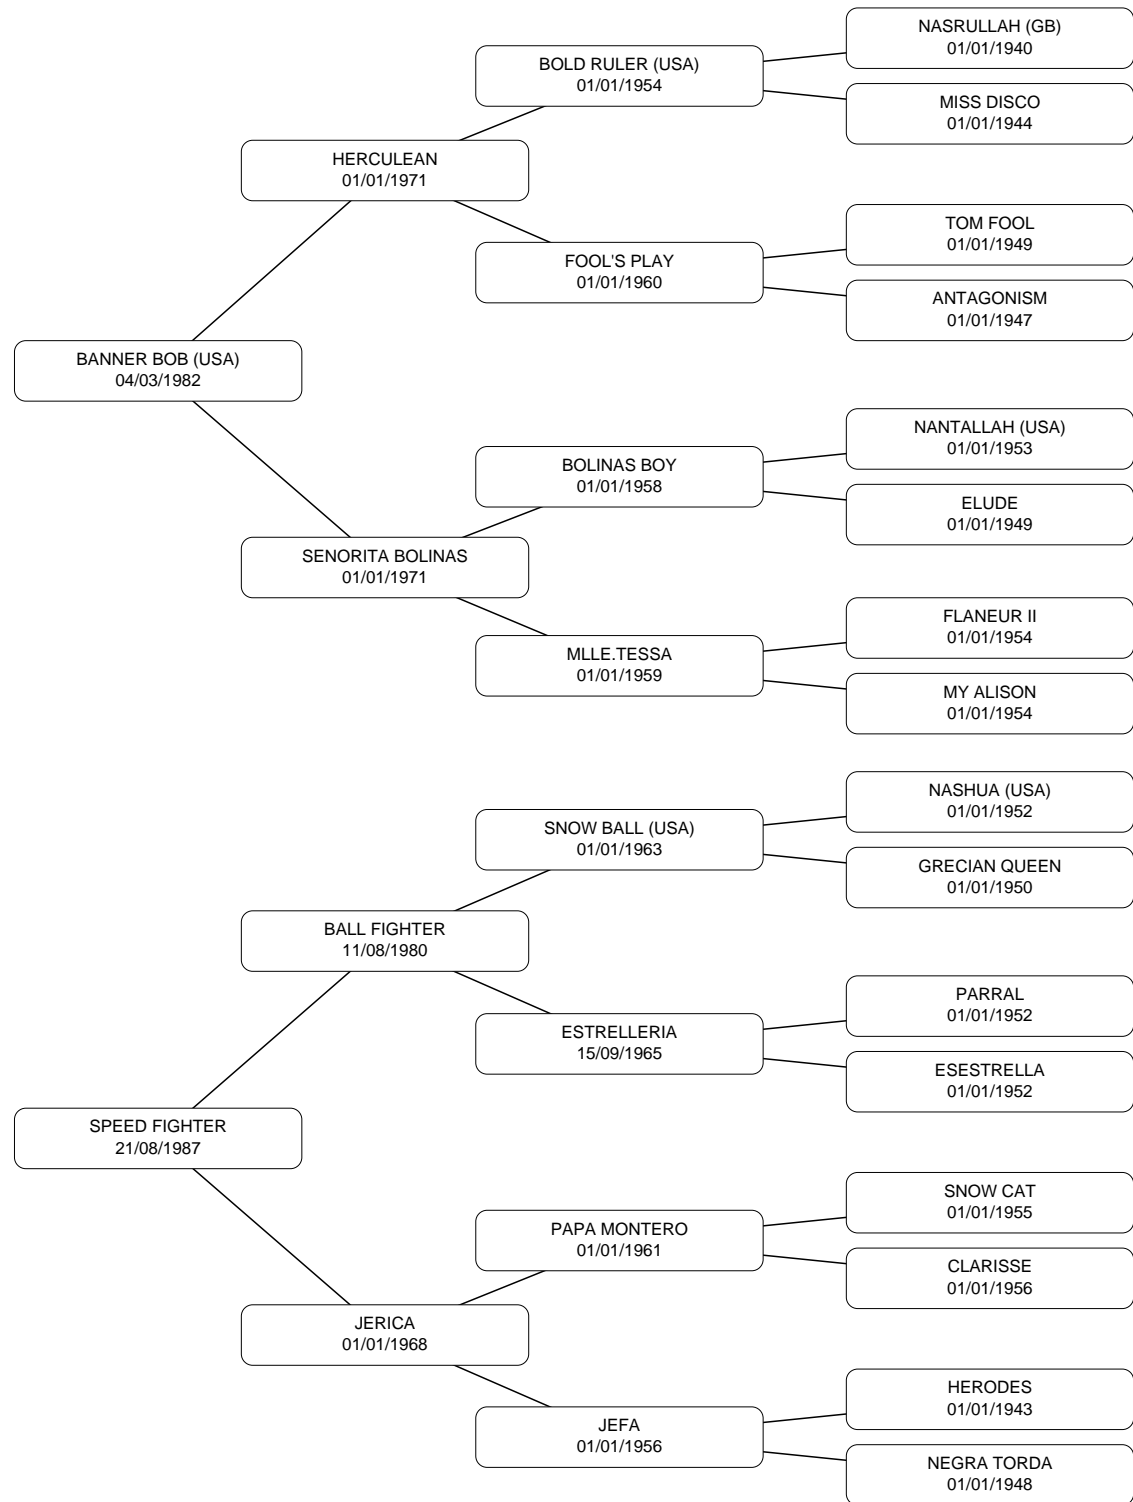 NASRULLAH (GB)
01/01/1940
BOLD RULER (USA)
01/01/1954
MISS DISCO
01/01/1944
HERCULEAN
01/01/1971
TOM FOOL
01/01/1949
FOOL'S PLAY
01/01/1960
ANTAGONISM
01/01/1947
BANNER BOB (USA)
04/03/1982
NANTALLAH (USA)
01/01/1953
BOLINAS BOY
01/01/1958
ELUDE
01/01/1949
SENORITA BOLINAS
01/01/1971
FLANEUR II
01/01/1954
MLLE.TESSA
01/01/1959
MY ALISON
01/01/1954
NASHUA (USA)
01/01/1952
SNOW BALL (USA)
01/01/1963
GRECIAN QUEEN
01/01/1950
BALL FIGHTER
11/08/1980
PARRAL
01/01/1952
ESTRELLERIA
15/09/1965
ESESTRELLA
01/01/1952
SPEED FIGHTER
21/08/1987
SNOW CAT
01/01/1955
PAPA MONTERO
01/01/1961
CLARISSE
01/01/1956
JERICA
01/01/1968
HERODES
01/01/1943
JEFA
01/01/1956
NEGRA TORDA
01/01/1948